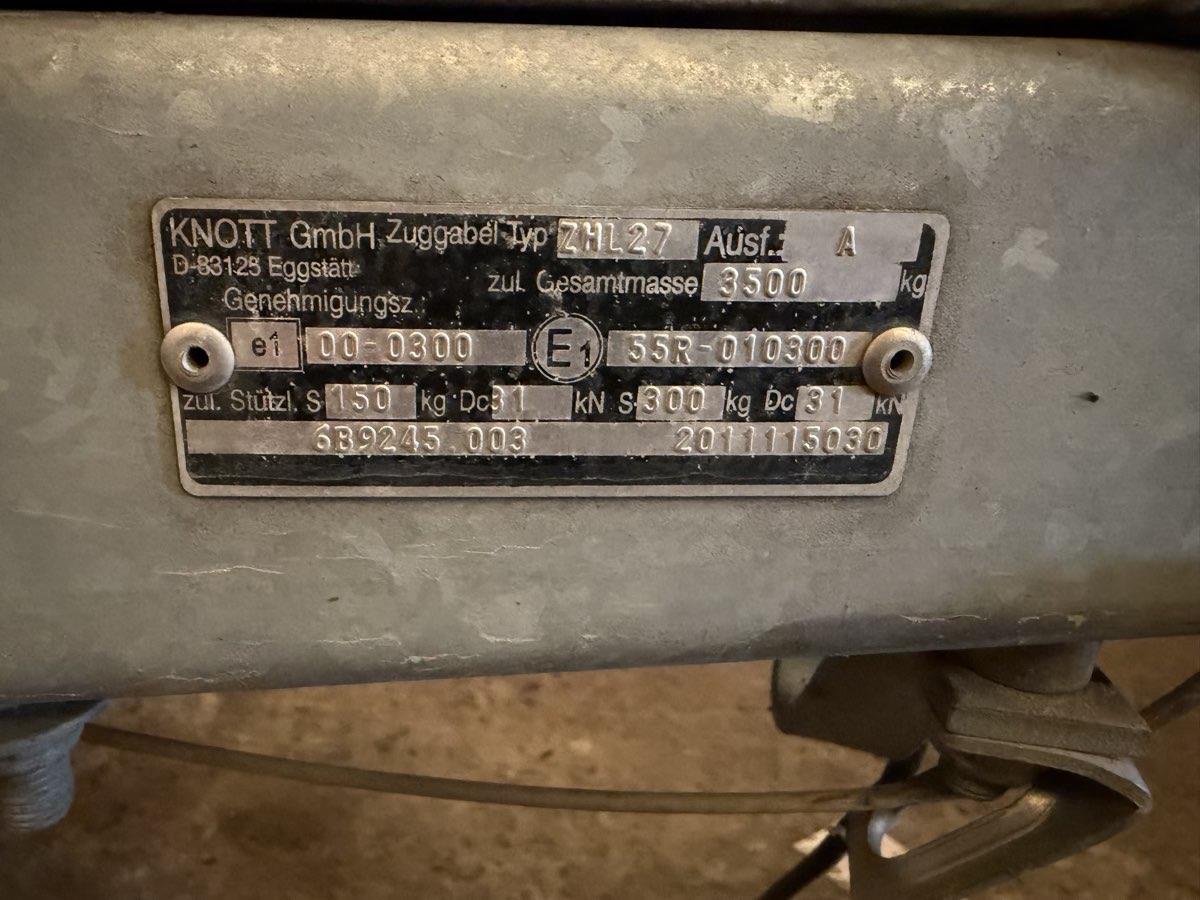 KNOTT GmbH Zuggabel Typ ZHL27 Ausf.: A
D-83125 Eggstätt zul. Gesamtmasse 3500 kg
Genehmigungsz.:
e1 00-0300 E1 55R-010300
zul. Stützl. S 150 kg Dc 31 kN S 300 kg Dc 31 kN
6B9245.003 2011115030